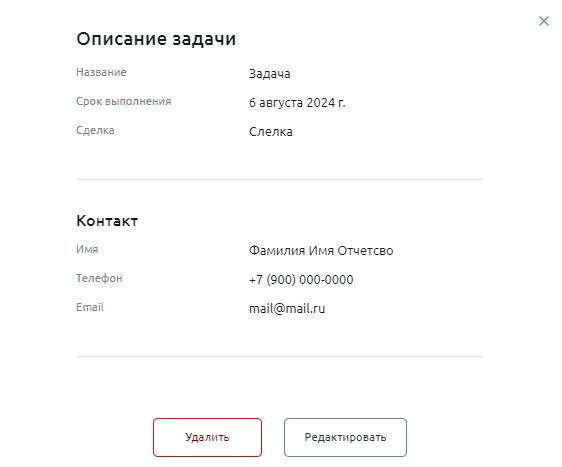 Описание задачи
Название Задача
Срок выполнения 6 августа 2024 г.
Сделка Слелка
Контакт
Имя Фамилия Имя Отчетсво
Телефон +7 (900) 000-0000
Email mail@mail.ru
Удалить Редактировать